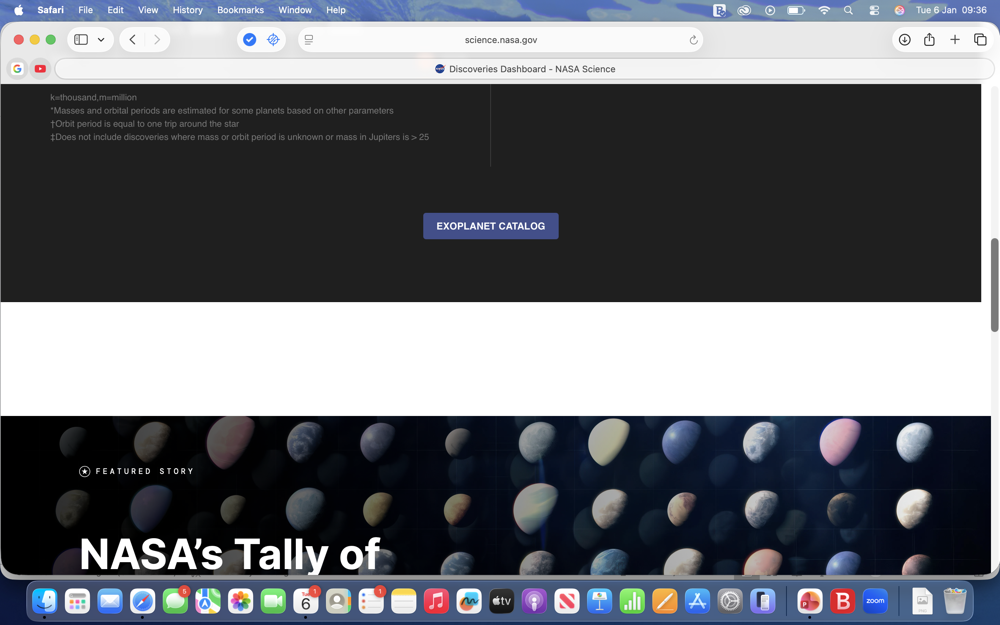 Safari File Edit View History Bookmarks Window Help Tue 6 Jan 09:36
science.nasa.gov
Discoveries Dashboard - NASA Science
k=thousand,m=million
*Masses and orbital periods are estimated for some planets based on other parameters
†Orbit period is equal to one trip around the star
‡Does not include discoveries where mass or orbit period is unknown or mass in Jupiters is > 25
EXOPLANET CATALOG
FEATURED STORY
NASA’s Tally of
5 1 1
Tue
6
tv
P
B
zoom
PNG